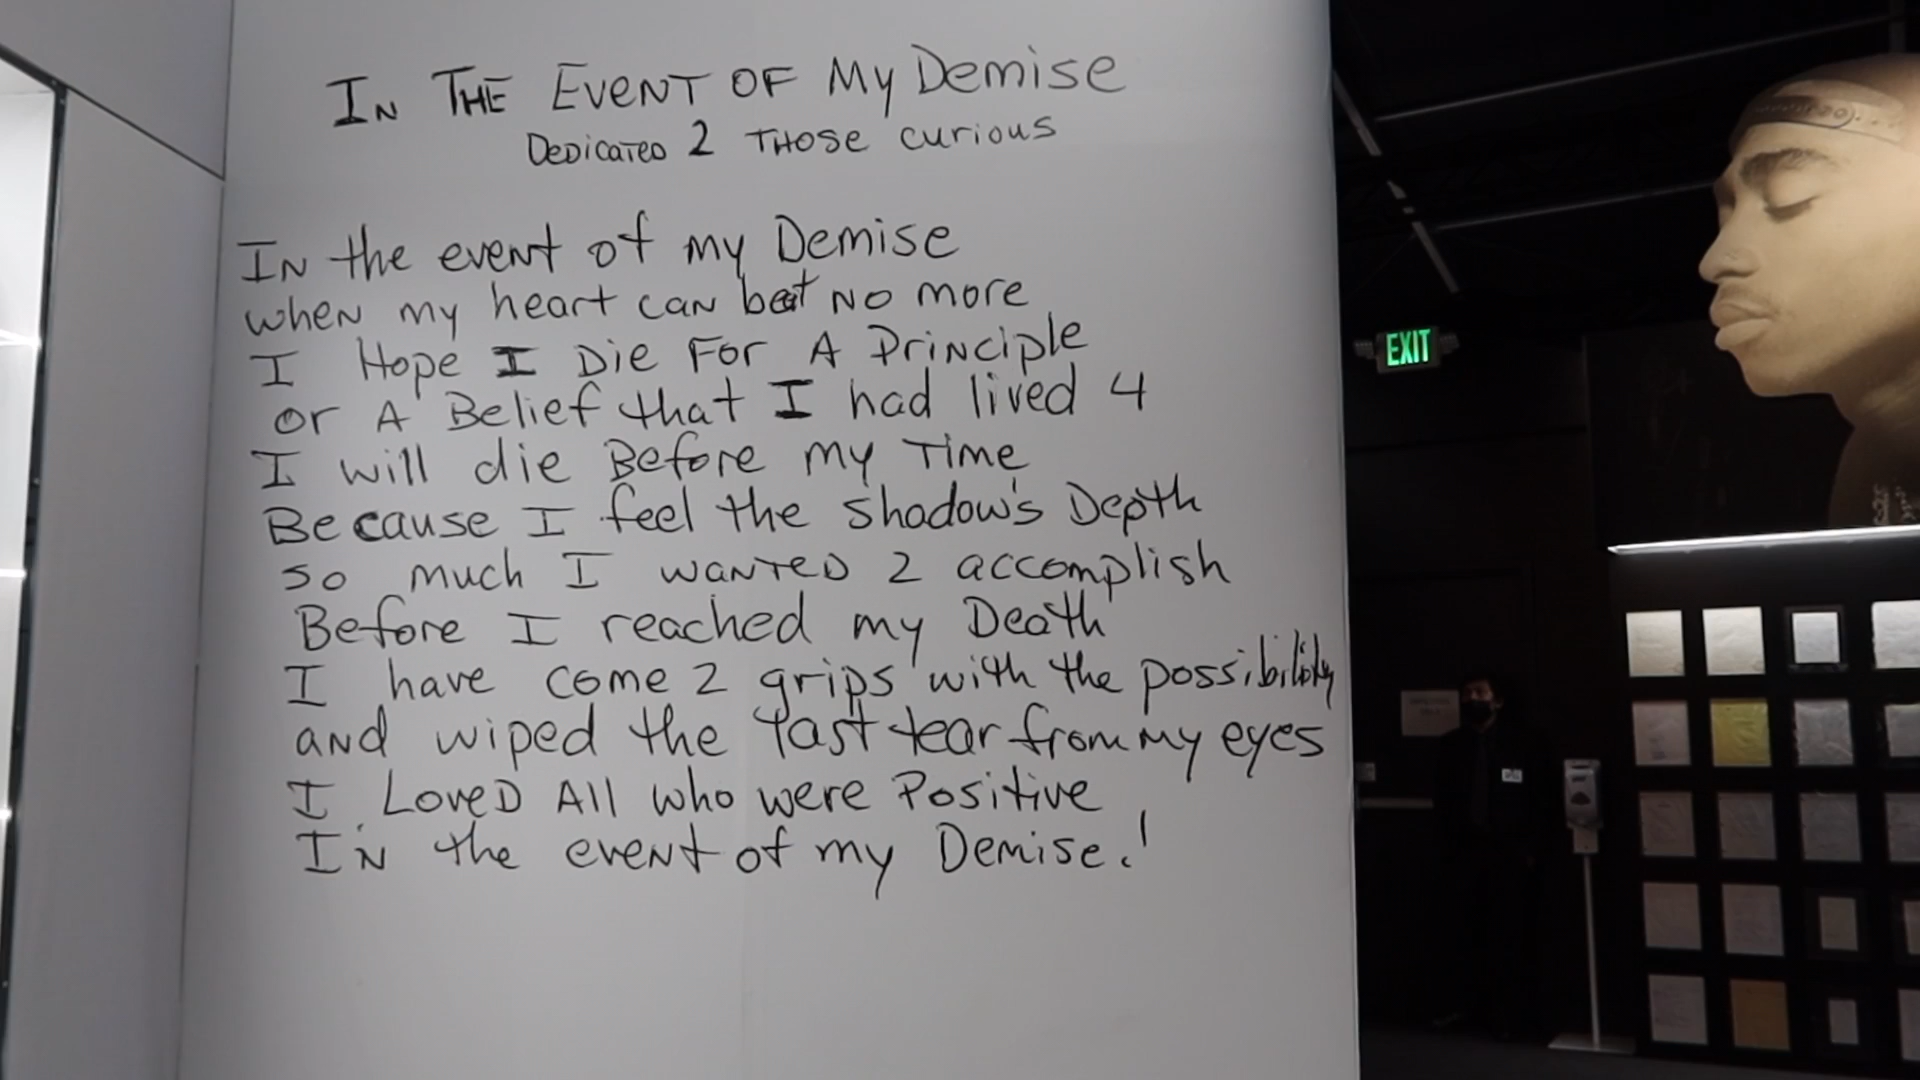 In The Event of My Demise
Dedicated 2 Those curious
In the event of my Demise
when my heart can beat no more
I Hope I Die For A Principle
or A Belief that I had lived 4
I will die Before my Time
Because I feel the shadow's Depth
so much I wanted 2 accomplish
Before I reached my Death
I have come 2 grips with the possibility
and wiped the last tear from my eyes
I Loved All who were Positive
In the event of my Demise!
EXIT